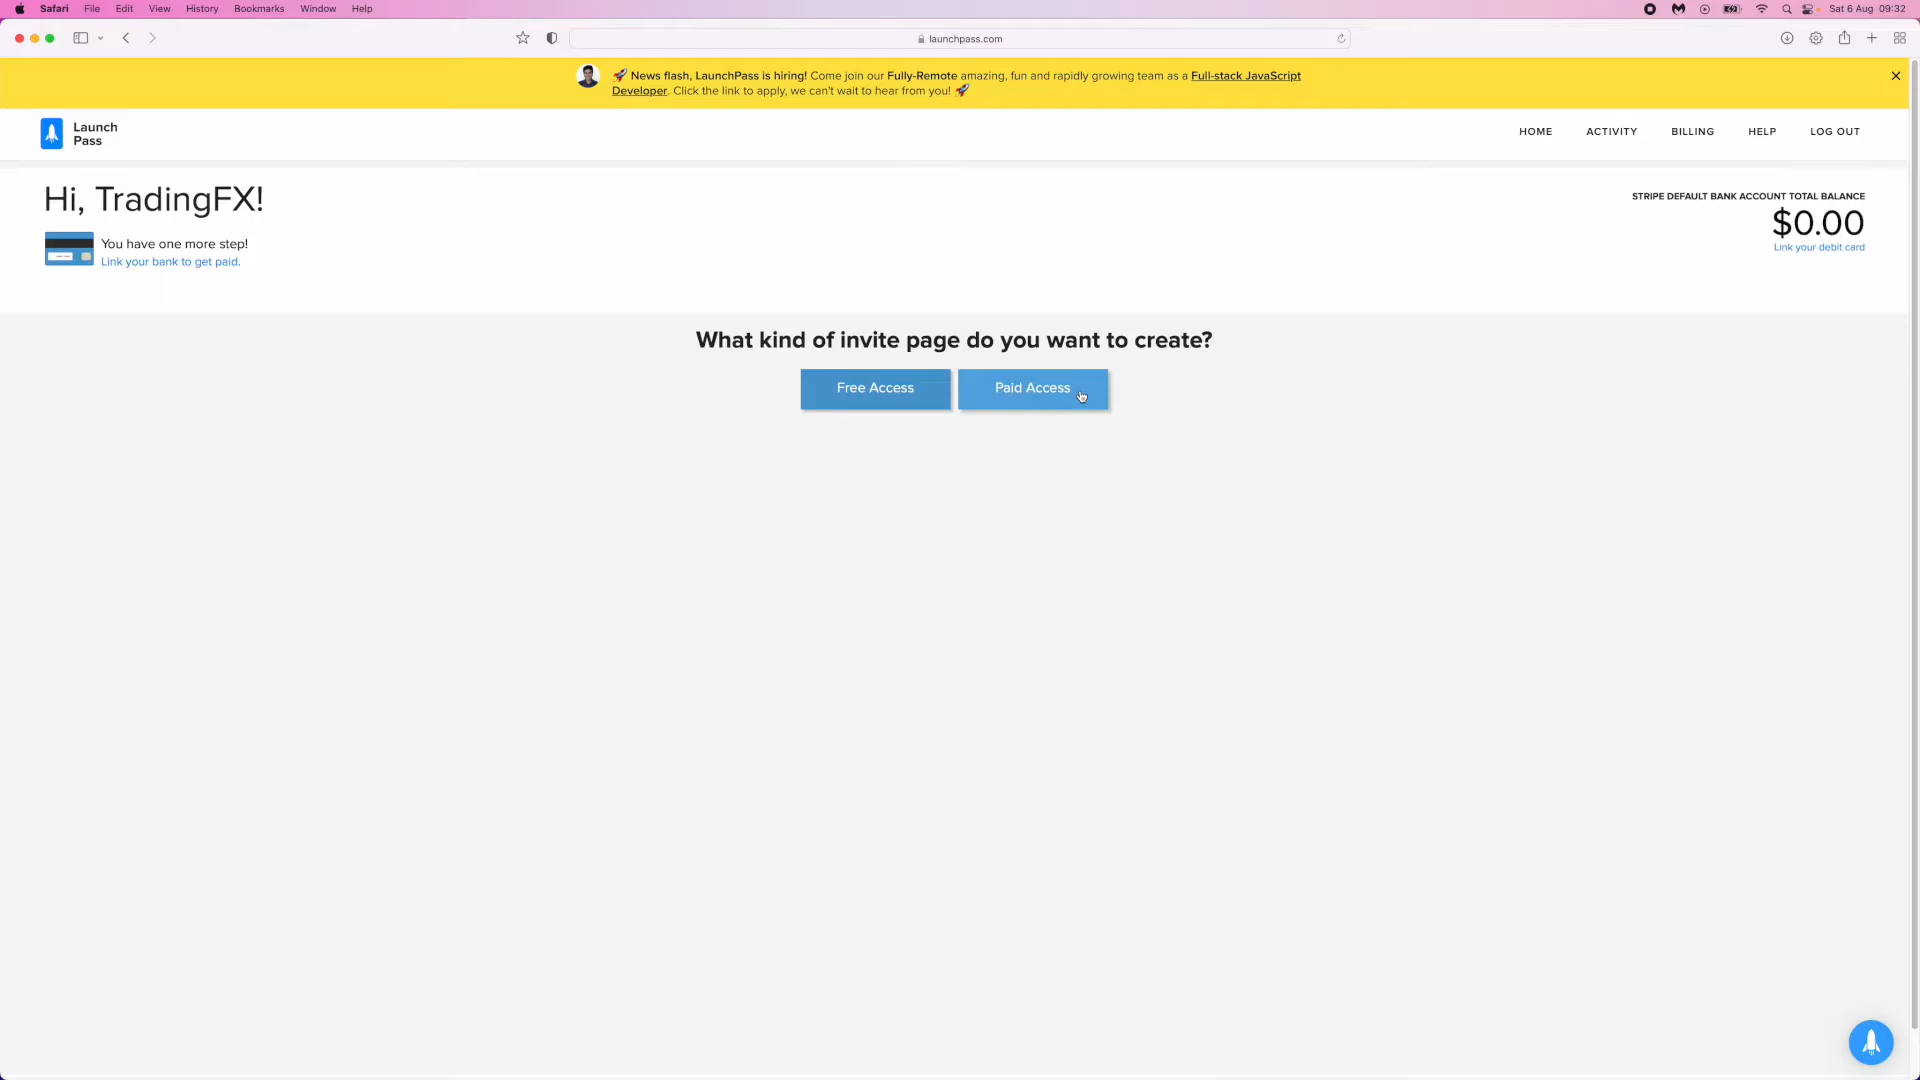 Safari File Edit View History Bookmarks Window Help Sat 6 Aug 09:32
launchpass.com
🚀 News flash, LaunchPass is hiring! Come join our Fully-Remote amazing, fun and rapidly growing team as a Full-stack JavaScript
Developer. Click the link to apply, we can't wait to hear from you! 🚀
Launch
Pass
HOME ACTIVITY BILLING HELP LOG OUT
Hi, TradingFX!
You have one more step!
Link your bank to get paid.
STRIPE DEFAULT BANK ACCOUNT TOTAL BALANCE
$0.00
Link your debit card
What kind of invite page do you want to create?
Free Access Paid Access